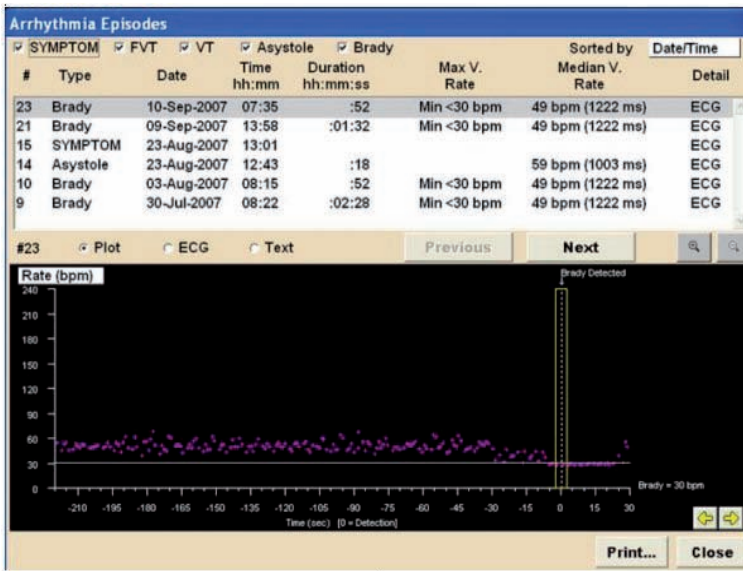 Arrhythmia Episodes
SYMPTOM FVT VT Asystole Brady Sorted by Date/Time
# Type Date Time hh:mm Duration hh:mm:ss Max V. Rate Median V. Rate Detail
23 Brady 10-Sep-2007 07:35 :52 Min <30 bpm 49 bpm (1222 ms) ECG
21 Brady 09-Sep-2007 13:58 :01:32 Min <30 bpm 49 bpm (1222 ms) ECG
15 SYMPTOM 23-Aug-2007 13:01 ECG
14 Asystole 23-Aug-2007 12:43 :18 59 bpm (1003 ms) ECG
10 Brady 03-Aug-2007 08:15 :52 Min <30 bpm 49 bpm (1222 ms) ECG
9 Brady 30-Jul-2007 08:22 :02:28 Min <30 bpm 49 bpm (1222 ms) ECG
#23 Plot ECG Text Previous Next
Rate (bpm)
Brady Detected
240
210
180
150
120
90
60
30
0
Brady = 30 bpm
-210 -195 -180 -165 -150 -135 -120 -105 -90 -75 -60 -45 -30 -15 0 15 30
Time (sec) [0 = Detection]
Print... Close